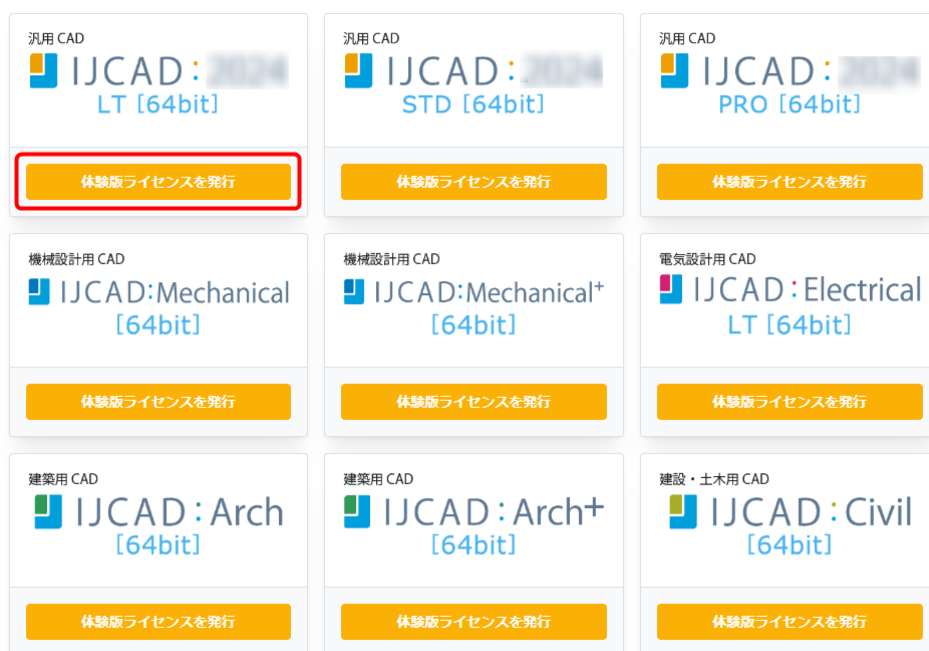 汎用 CAD
IJCAD:
LT [64bit]
体験版ライセンスを発行
汎用 CAD
IJCAD:
STD [64bit]
体験版ライセンスを発行
汎用 CAD
IJCAD:
PRO [64bit]
体験版ライセンスを発行
機械設計用 CAD
IJCAD:Mechanical
[64bit]
体験版ライセンスを発行
機械設計用 CAD
IJCAD:Mechanical⁺
[64bit]
体験版ライセンスを発行
電気設計用 CAD
IJCAD:Electrical
LT [64bit]
体験版ライセンスを発行
建築用 CAD
IJCAD:Arch
[64bit]
体験版ライセンスを発行
建築用 CAD
IJCAD:Arch+
[64bit]
体験版ライセンスを発行
建設・土木用 CAD
IJCAD:Civil
[64bit]
体験版ライセンスを発行